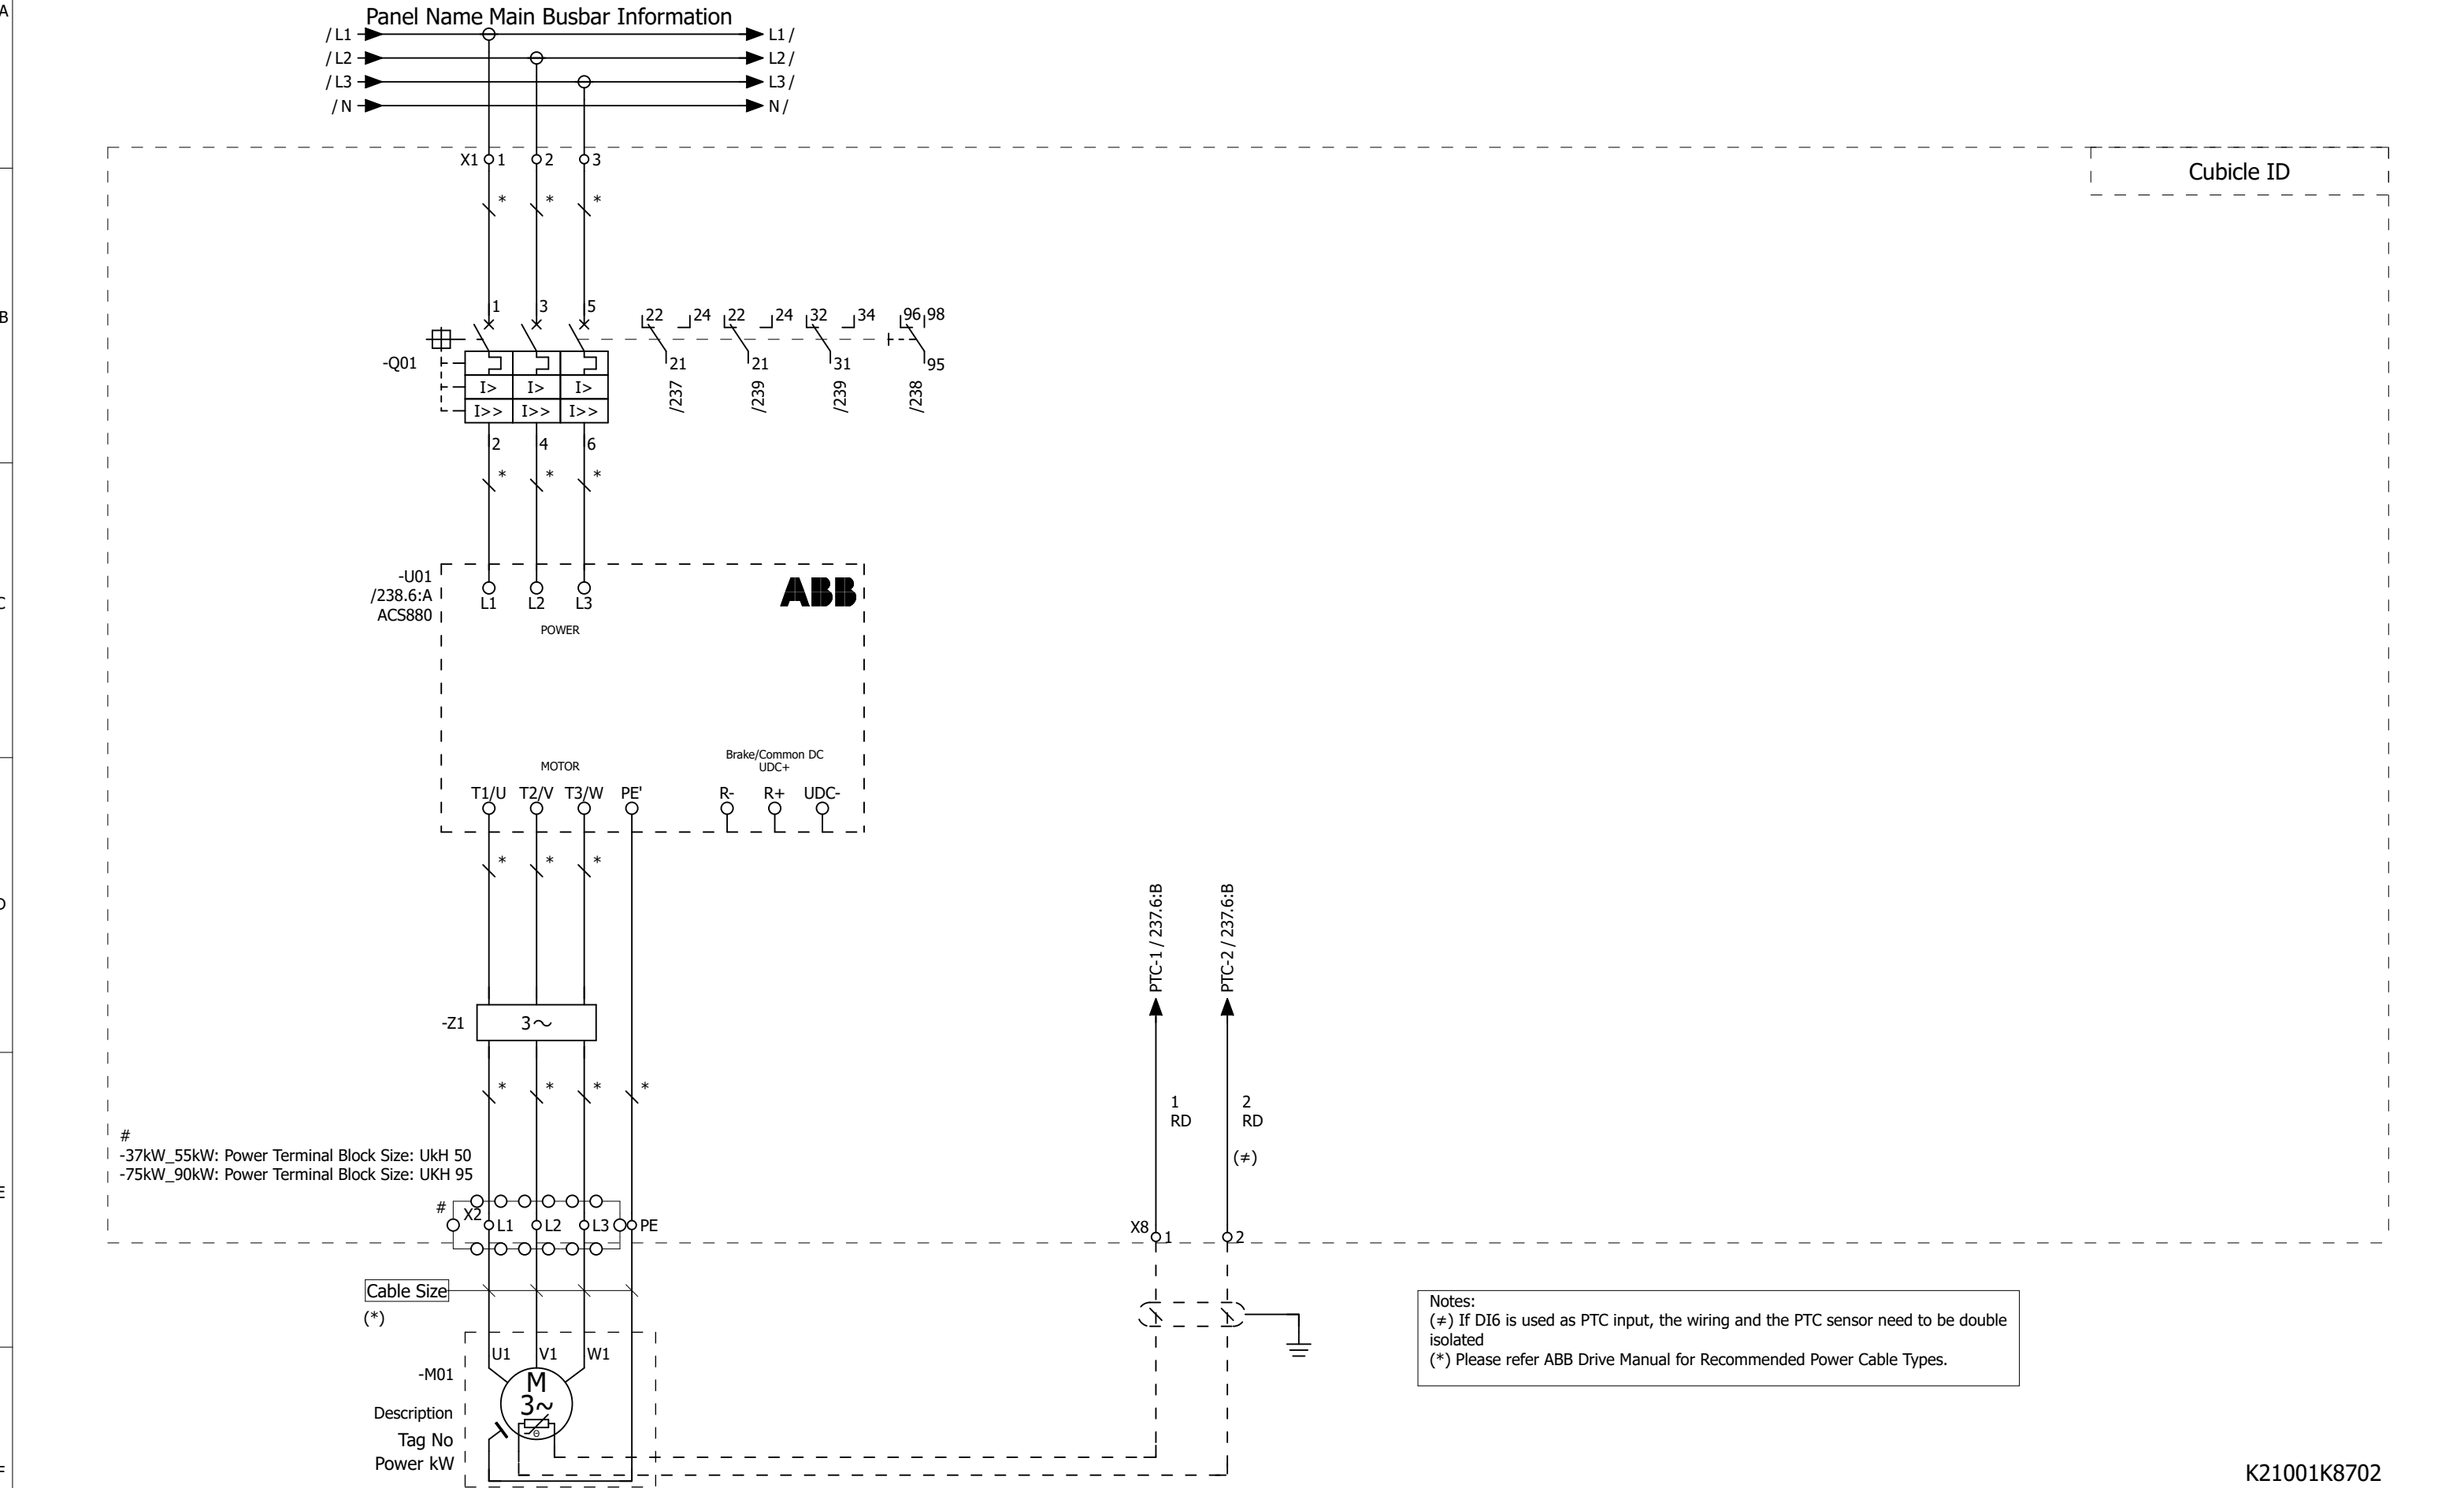 A
Panel Name Main Busbar Information
/ L1 L1 /
/ L2 L2 /
/ L3 L3 /
/ N N /
X1 1 2 3
Cubicle ID
* * *
B
1 3 5
22 24 22 24 32 34 96 98
-Q01
21 21 31 95
I> I> I>
I>> I>> I>>
/237 /239 /239 /238
2 4 6
* * *
C
-U01
/238.6:A
ACS880
L1 L2 L3
ABB
POWER
Brake/Common DC
UDC+
MOTOR
T1/U T2/V T3/W PE' R- R+ UDC-
* * *
D
PTC-1 / 237.6:B
PTC-2 / 237.6:B
-Z1 3~
* * * *
1 2
RD RD
(≠)
#
-37kW_55kW: Power Terminal Block Size: UkH 50
-75kW_90kW: Power Terminal Block Size: UKH 95
E
# X2 L1 L2 L3 PE
X8 1 2
Cable Size
(*)
Notes:
(≠) If DI6 is used as PTC input, the wiring and the PTC sensor need to be double
isolated
(*) Please refer ABB Drive Manual for Recommended Power Cable Types.
U1 V1 W1
-M01
M
3~
Θ
Description
Tag No
Power kW
F
K21001K8702